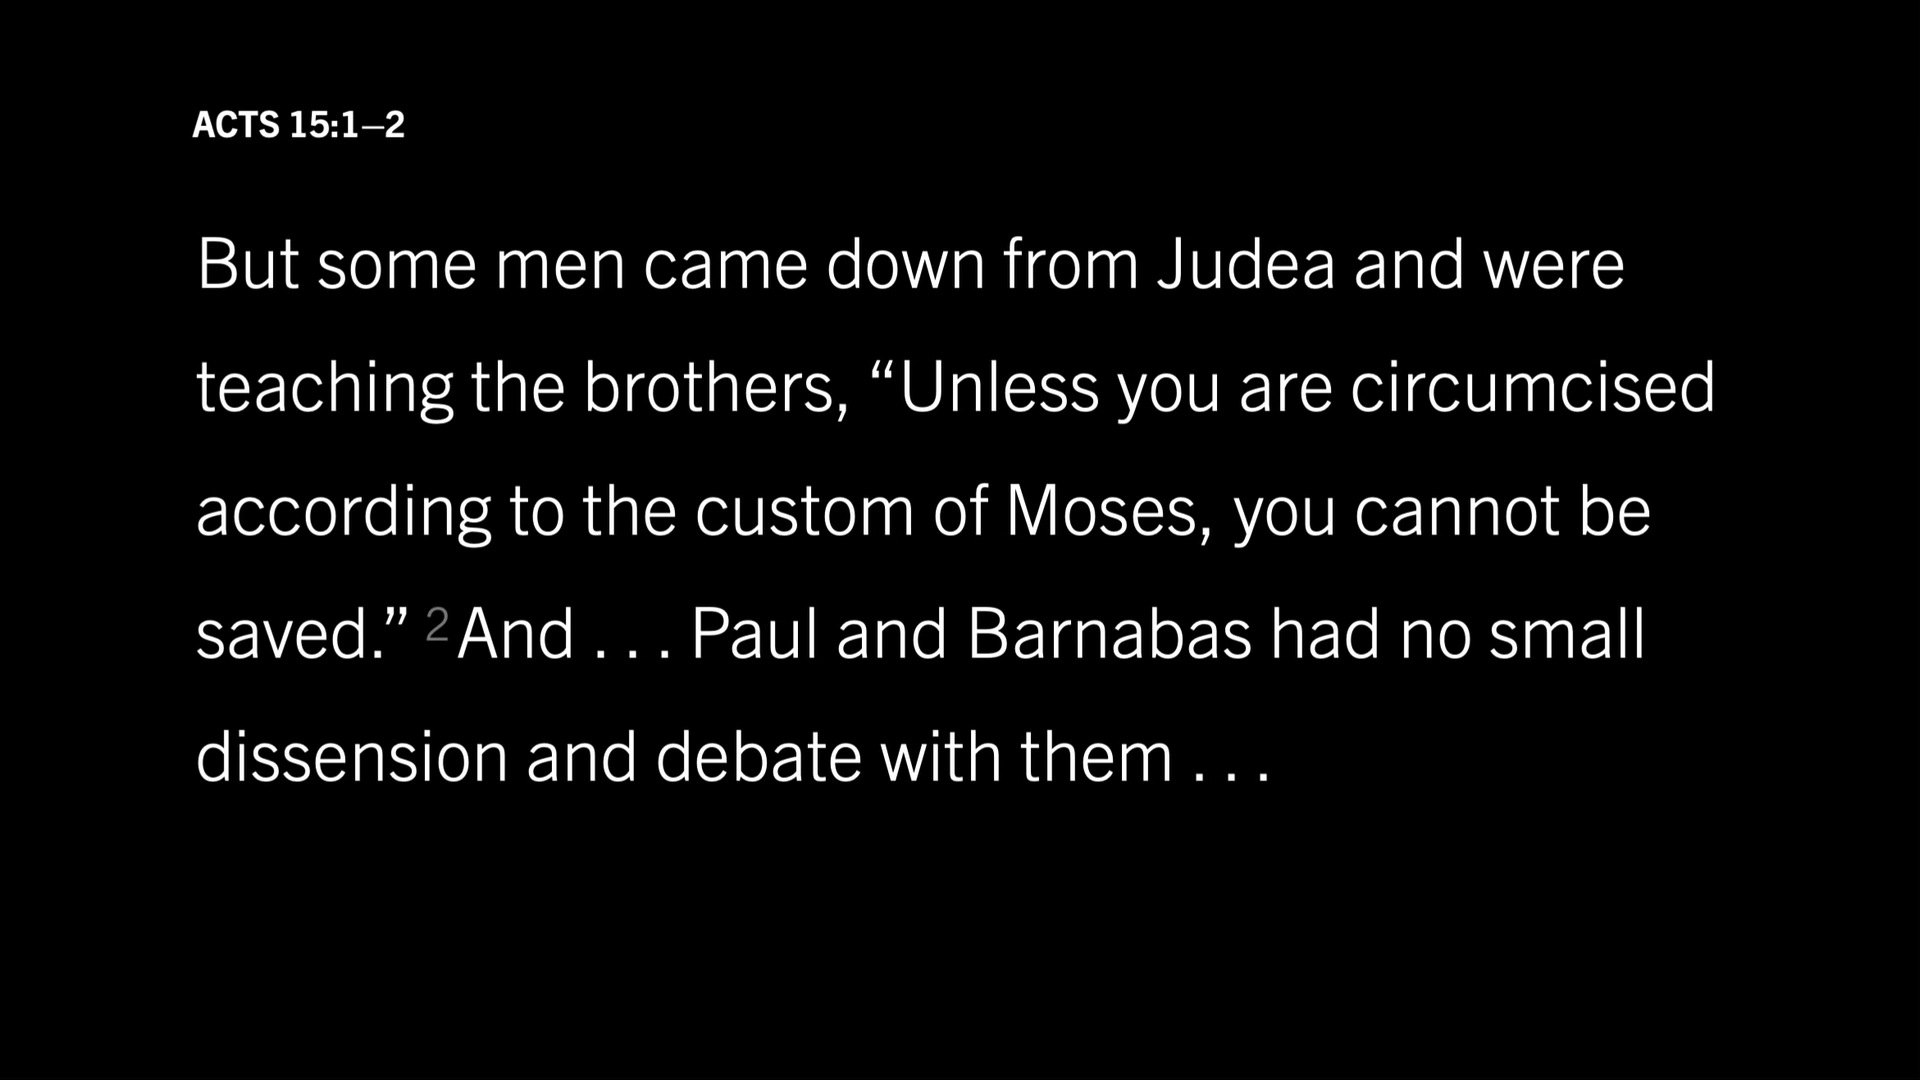 ACTS 15:1–2
But some men came down from Judea and were
teaching the brothers, “Unless you are circumcised
according to the custom of Moses, you cannot be
saved.” 2 And . . . Paul and Barnabas had no small
dissension and debate with them . . .